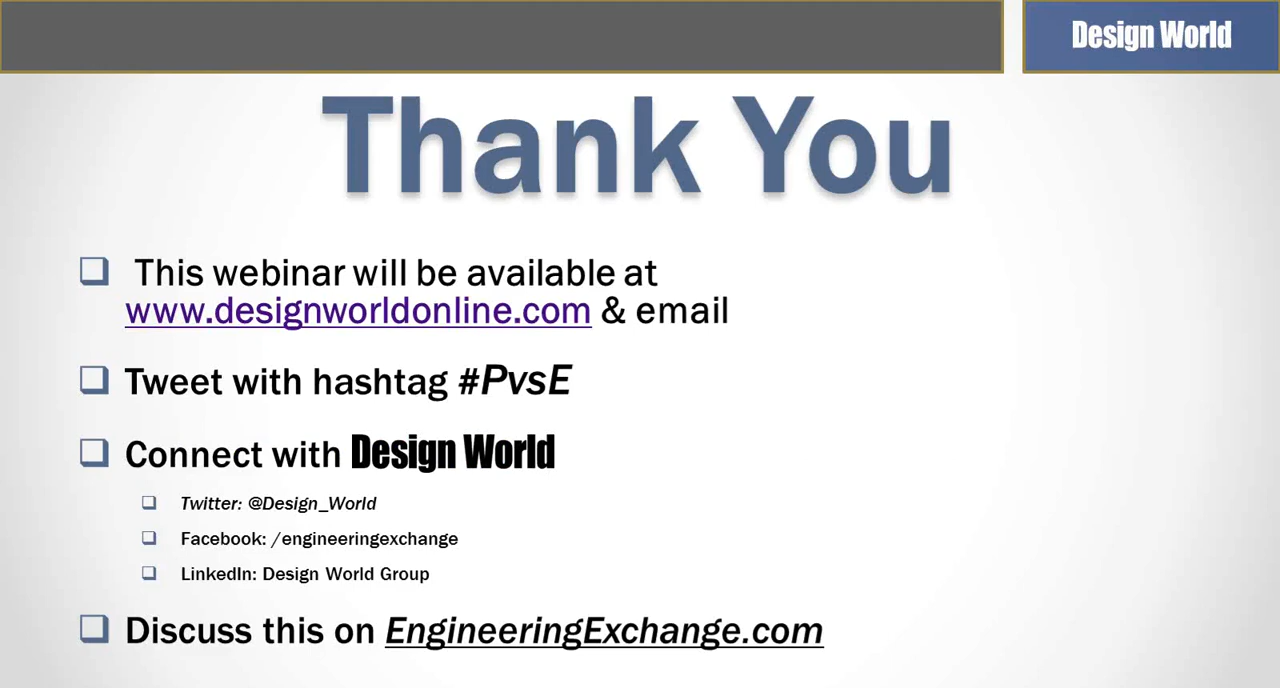 Design World
Thank You
This webinar will be available at
www.designworldonline.com & email
Tweet with hashtag #PvsE
Connect with Design World
Twitter: @Design_World
Facebook: /engineeringexchange
LinkedIn: Design World Group
Discuss this on EngineeringExchange.com